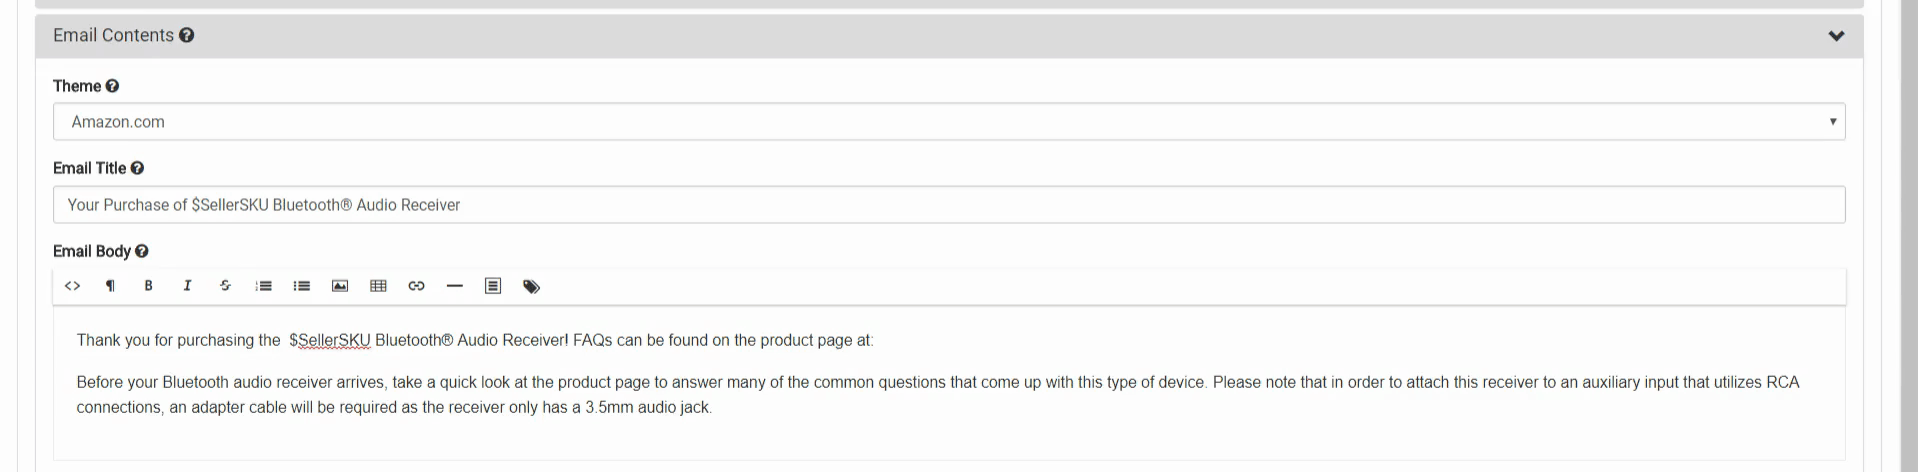 Email Contents
Theme
Amazon.com
Email Title
Your Purchase of $SellerSKU Bluetooth® Audio Receiver
Email Body
Thank you for purchasing the  $SellerSKU Bluetooth® Audio Receiver! FAQs can be found on the product page at:
Before your Bluetooth audio receiver arrives, take a quick look at the product page to answer many of the common questions that come up with this type of device. Please note that in order to attach this receiver to an auxiliary input that utilizes RCA
connections, an adapter cable will be required as the receiver only has a 3.5mm audio jack.